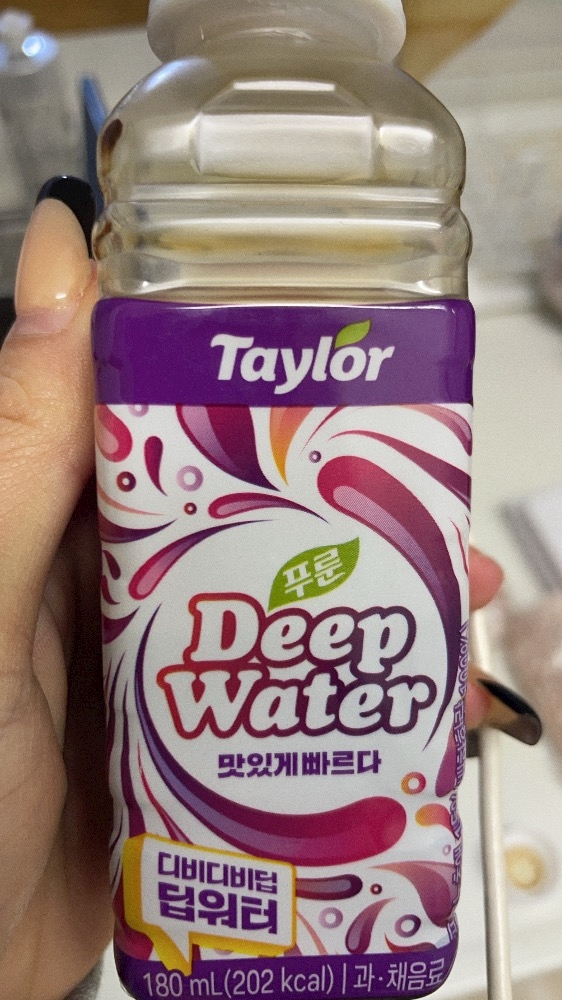 Taylor
푸룬
Deep
Water
맛있게 빠르다
디비디비딥
딥워터
180 mL(202 kcal) | 과·채음료